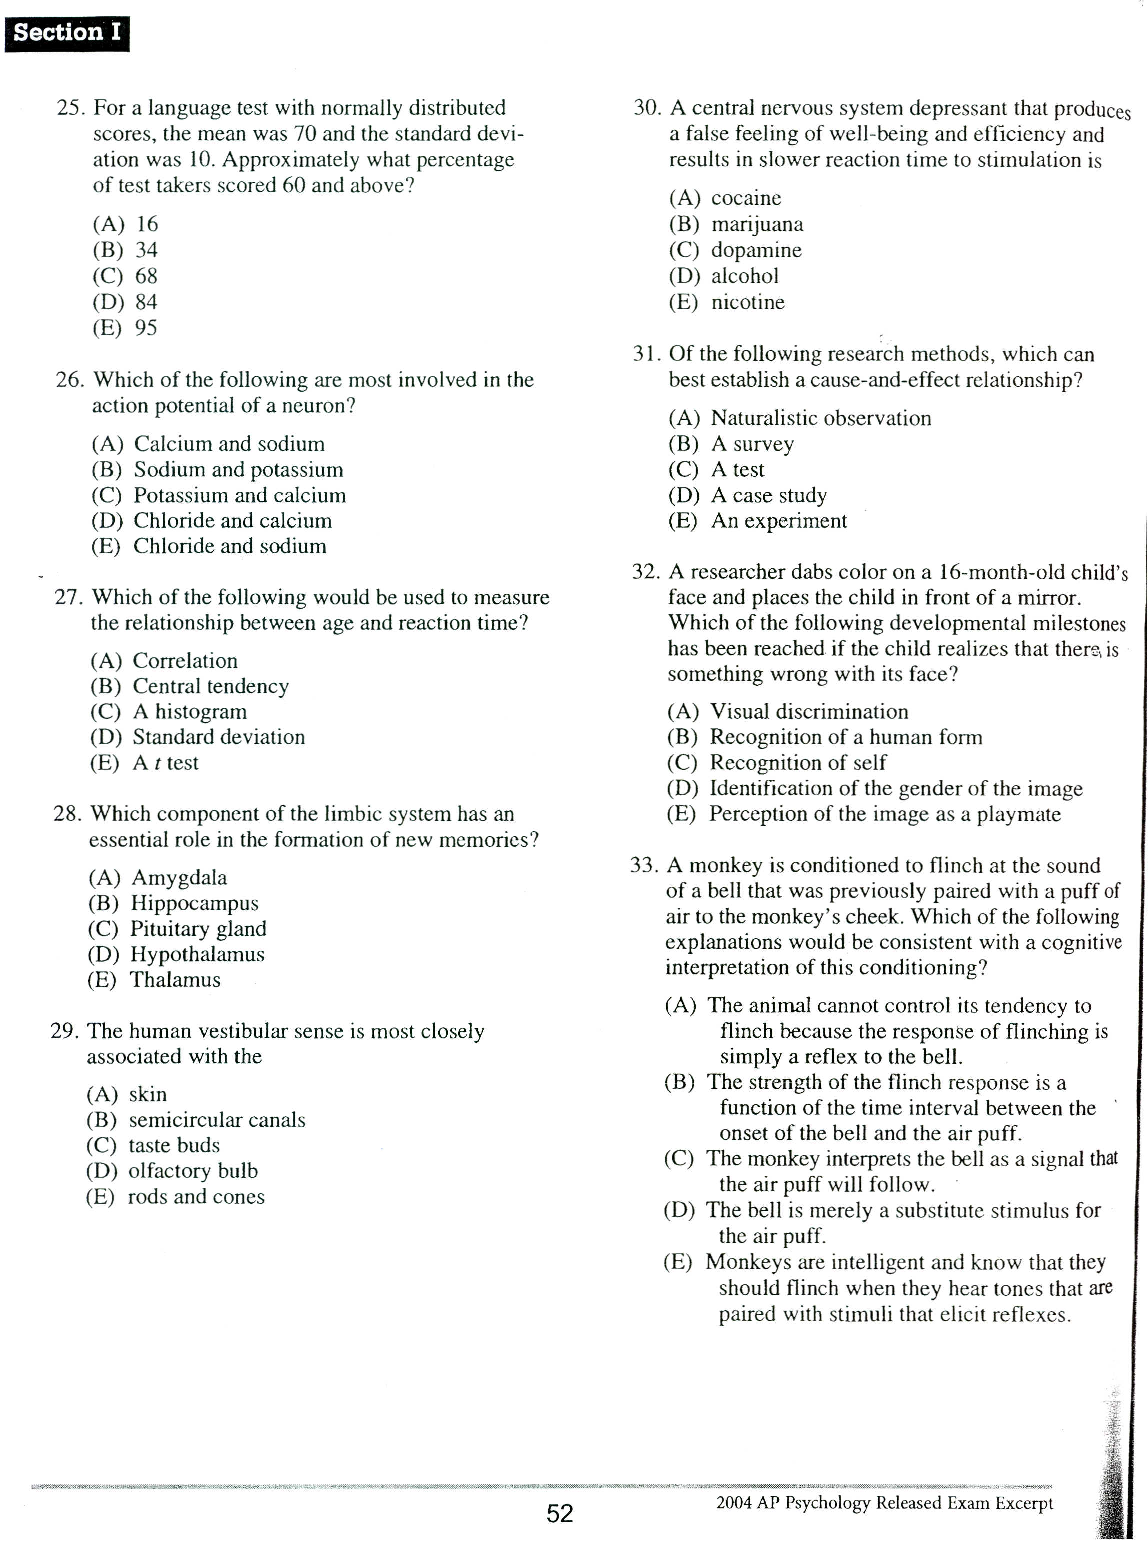 Section I
25. For a language test with normally distributed
scores, the mean was 70 and the standard devi-
ation was 10. Approximately what percentage
of test takers scored 60 and above?
(A) 16
(B) 34
(C) 68
(D) 84
(E) 95
26. Which of the following are most involved in the
action potential of a neuron?
(A) Calcium and sodium
(B) Sodium and potassium
(C) Potassium and calcium
(D) Chloride and calcium
(E) Chloride and sodium
27. Which of the following would be used to measure
the relationship between age and reaction time?
(A) Correlation
(B) Central tendency
(C) A histogram
(D) Standard deviation
(E) A t test
28. Which component of the limbic system has an
essential role in the formation of new memories?
(A) Amygdala
(B) Hippocampus
(C) Pituitary gland
(D) Hypothalamus
(E) Thalamus
29. The human vestibular sense is most closely
associated with the
(A) skin
(B) semicircular canals
(C) taste buds
(D) olfactory bulb
(E) rods and cones
30. A central nervous system depressant that produces
a false feeling of well-being and efficiency and
results in slower reaction time to stimulation is
(A) cocaine
(B) marijuana
(C) dopamine
(D) alcohol
(E) nicotine
31. Of the following research methods, which can
best establish a cause-and-effect relationship?
(A) Naturalistic observation
(B) A survey
(C) A test
(D) A case study
(E) An experiment
32. A researcher dabs color on a 16-month-old child's
face and places the child in front of a mirror.
Which of the following developmental milestones
has been reached if the child realizes that there is
something wrong with its face?
(A) Visual discrimination
(B) Recognition of a human form
(C) Recognition of self
(D) Identification of the gender of the image
(E) Perception of the image as a playmate
33. A monkey is conditioned to flinch at the sound
of a bell that was previously paired with a puff of
air to the monkey's cheek. Which of the following
explanations would be consistent with a cognitive
interpretation of this conditioning?
(A) The animal cannot control its tendency to
flinch because the response of flinching is
simply a reflex to the bell.
(B) The strength of the flinch response is a
function of the time interval between the
onset of the bell and the air puff.
(C) The monkey interprets the bell as a signal that
the air puff will follow.
(D) The bell is merely a substitute stimulus for
the air puff.
(E) Monkeys are intelligent and know that they
should flinch when they hear tones that are
paired with stimuli that elicit reflexes.
52
2004 AP Psychology Released Exam Excerpt